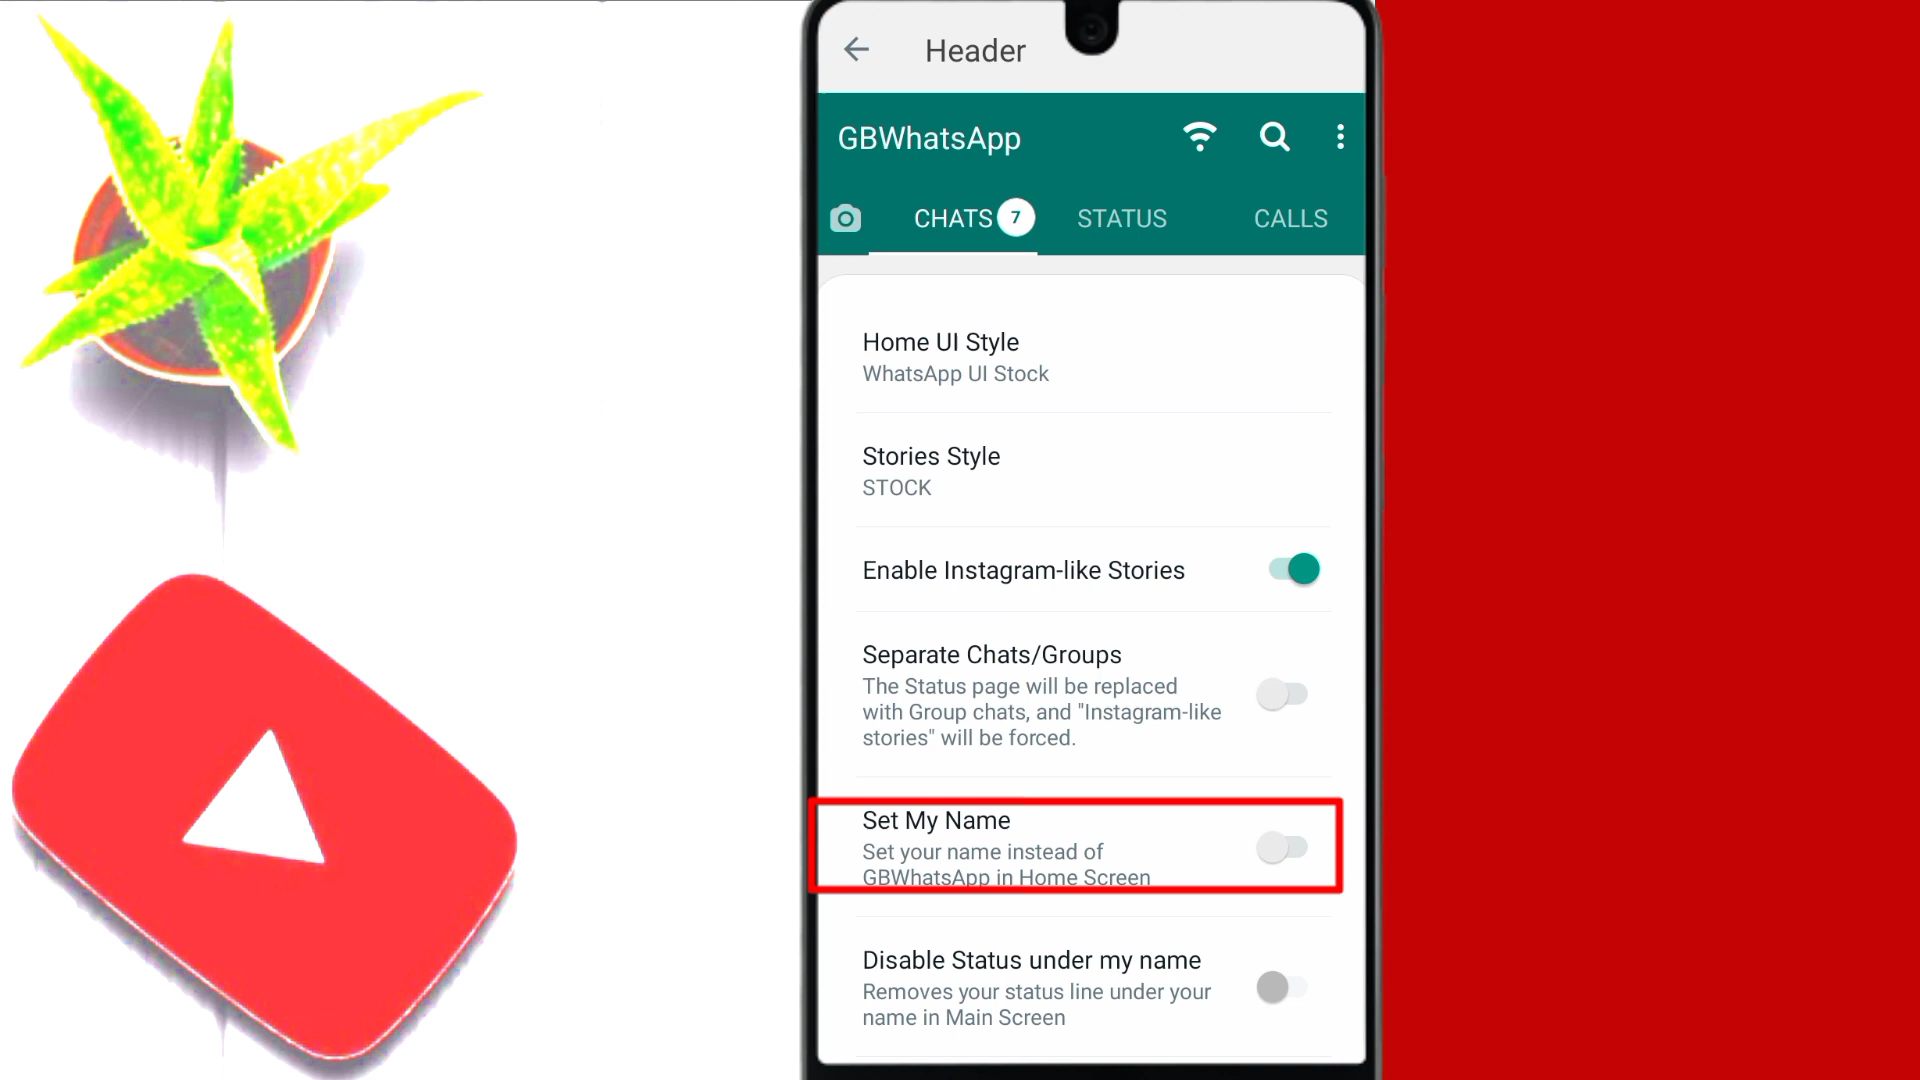 Header
GBWhatsApp
CHATS 7 STATUS CALLS
Home UI Style
WhatsApp UI Stock
Stories Style
STOCK
Enable Instagram-like Stories
Separate Chats/Groups
The Status page will be replaced
with Group chats, and "Instagram-like
stories" will be forced.
Set My Name
Set your name instead of
GBWhatsApp in Home Screen
Disable Status under my name
Removes your status line under your
name in Main Screen